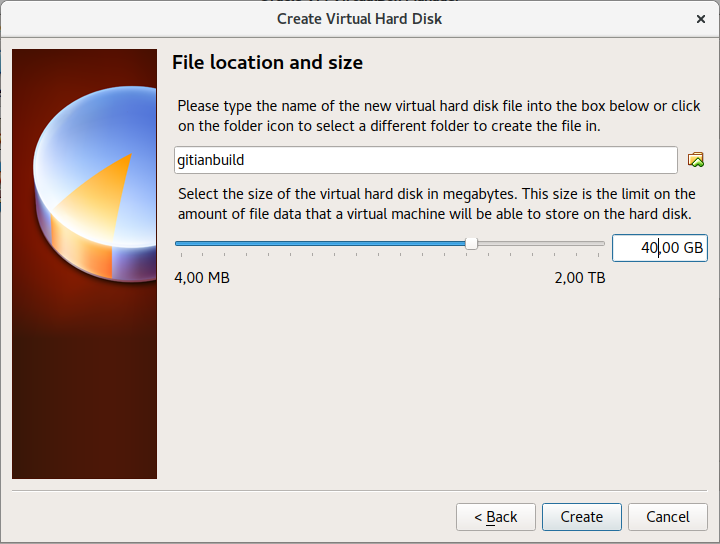 Create Virtual Hard Disk
File location and size
Please type the name of the new virtual hard disk file into the box below or click
on the folder icon to select a different folder to create the file in.
gitianbuild
Select the size of the virtual hard disk in megabytes. This size is the limit on the
amount of file data that a virtual machine will be able to store on the hard disk.
40,00 GB
4,00 MB
2,00 TB
< Back
Create
Cancel